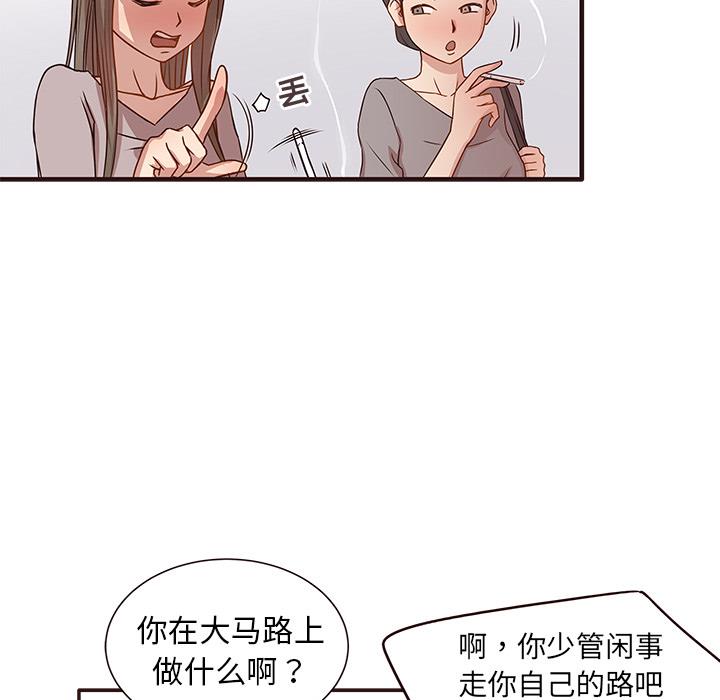 丢
你在大马路上
做什么啊？
啊，你少管闲事
走你自己的路吧